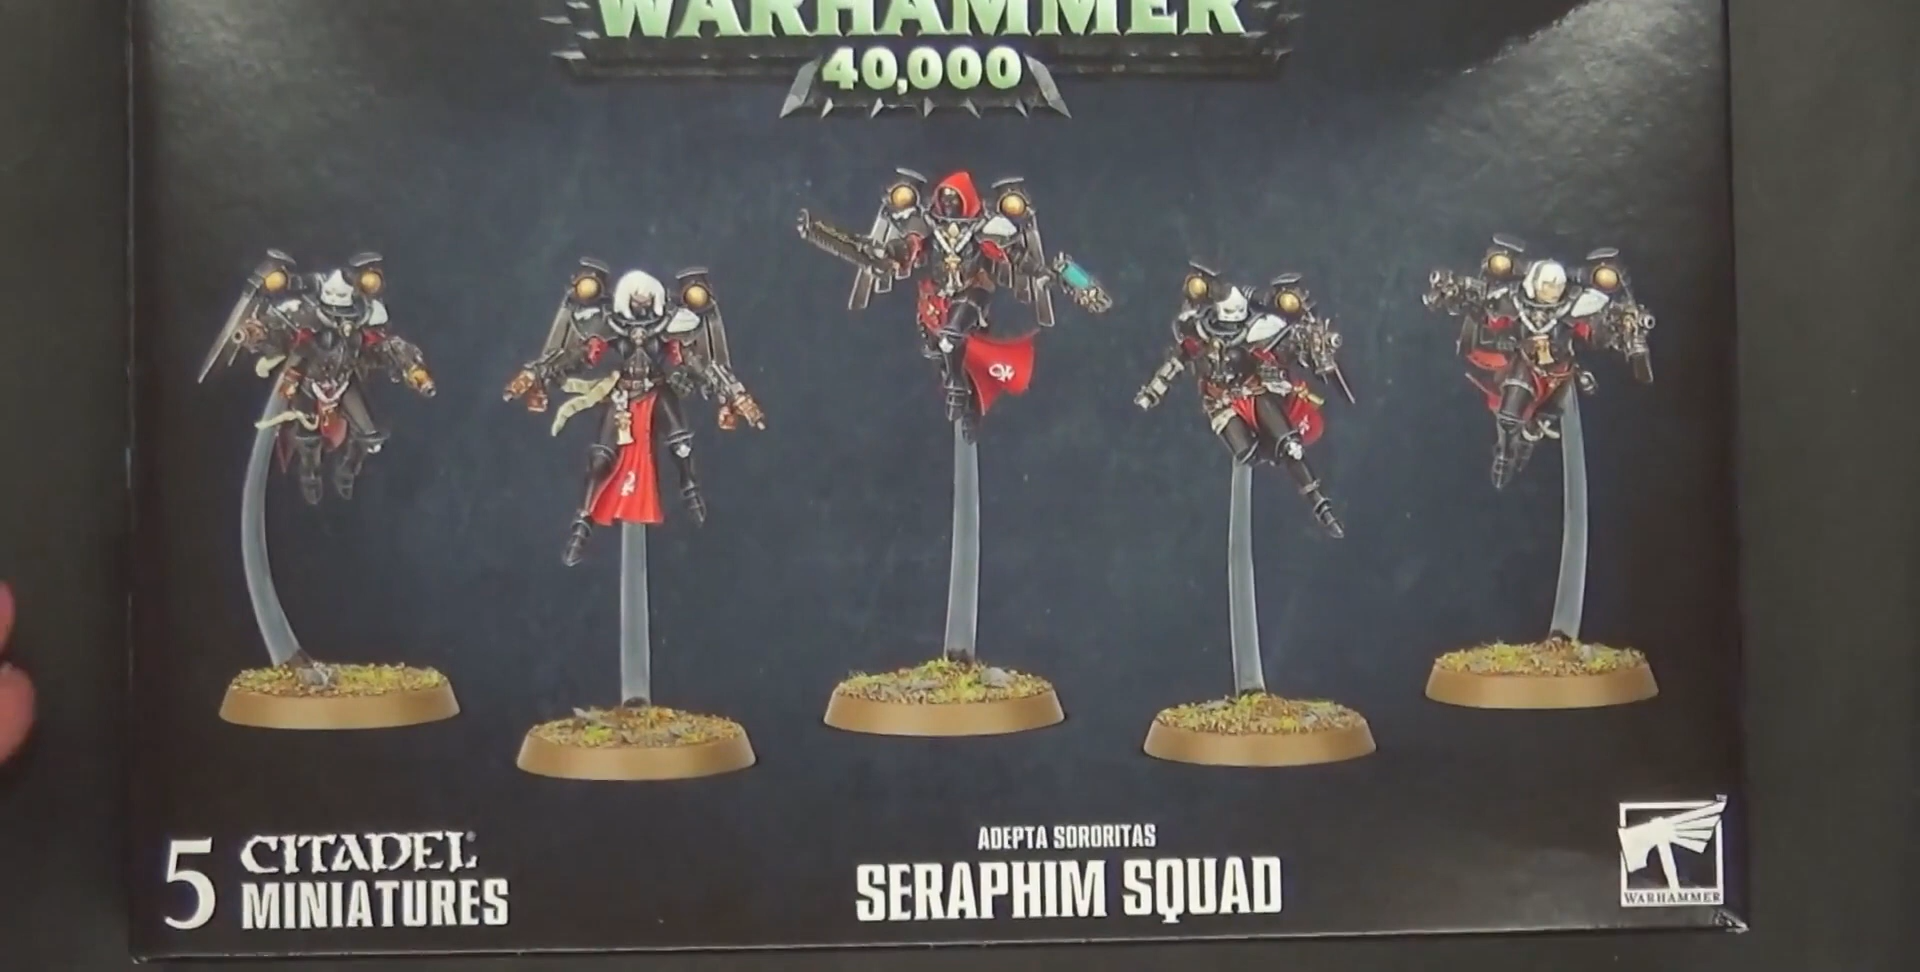 WARHAMMER
40,000
5 CITADEL
MINIATURES
ADEPTA SORORITAS
SERAPHIM SQUAD
WARHAMMER